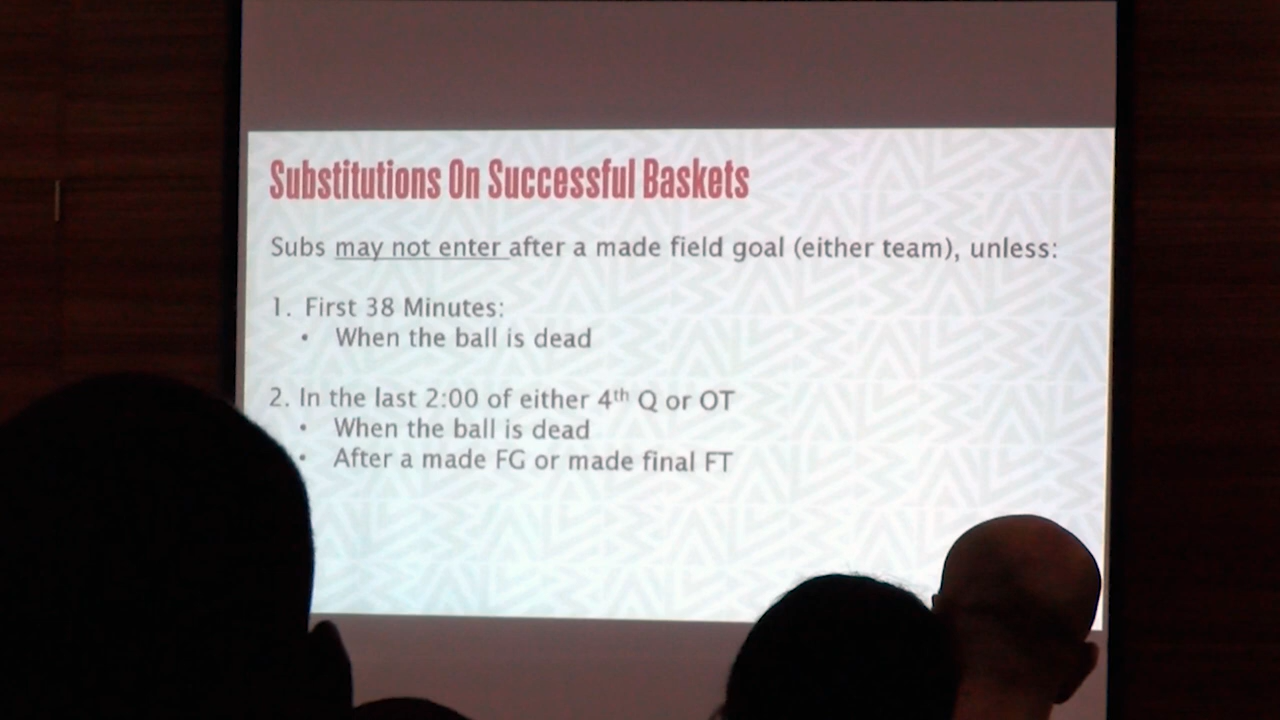 Substitutions On Successful Baskets
Subs may not enter after a made field goal (either team), unless:
1. First 38 Minutes:
• When the ball is dead
2. In the last 2:00 of either 4th Q or OT
• When the ball is dead
• After a made FG or made final FT